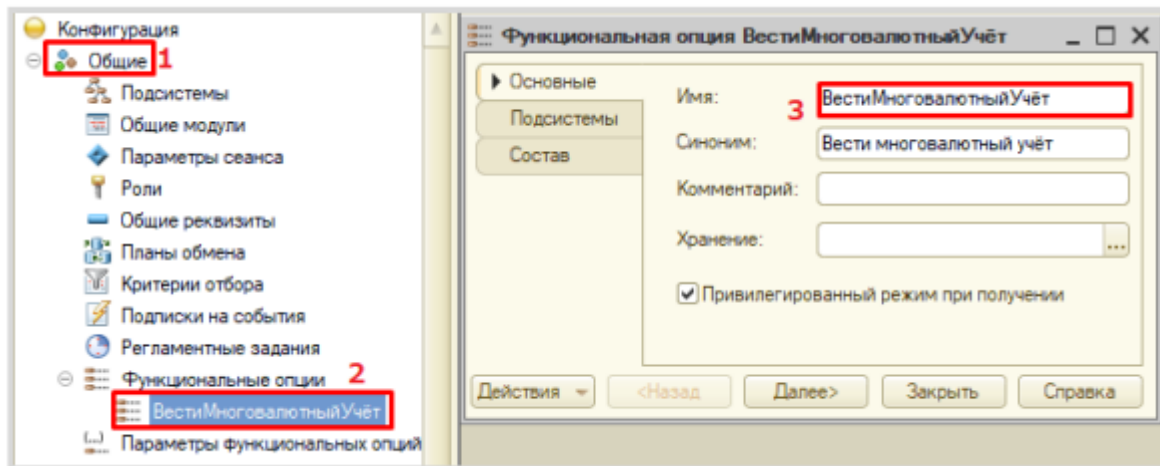 Конфигурация
Общие 1
Подсистемы
Общие модули
Параметры сеанса
Роли
Общие реквизиты
Планы обмена
Критерии отбора
Подписки на события
Регламентные задания
Функциональные опции 2
ВестиМноговалютныйУчёт
Параметры функциональных опций
Функциональная опция ВестиМноговалютныйУчёт
Основные
Подсистемы
Состав
Имя: 3 ВестиМноговалютныйУчёт
Синоним: Вести многовалютный учёт
Комментарий:
Хранение: ...
Привилегированный режим при получении
Действия <Назад Далее> Закрыть Справка